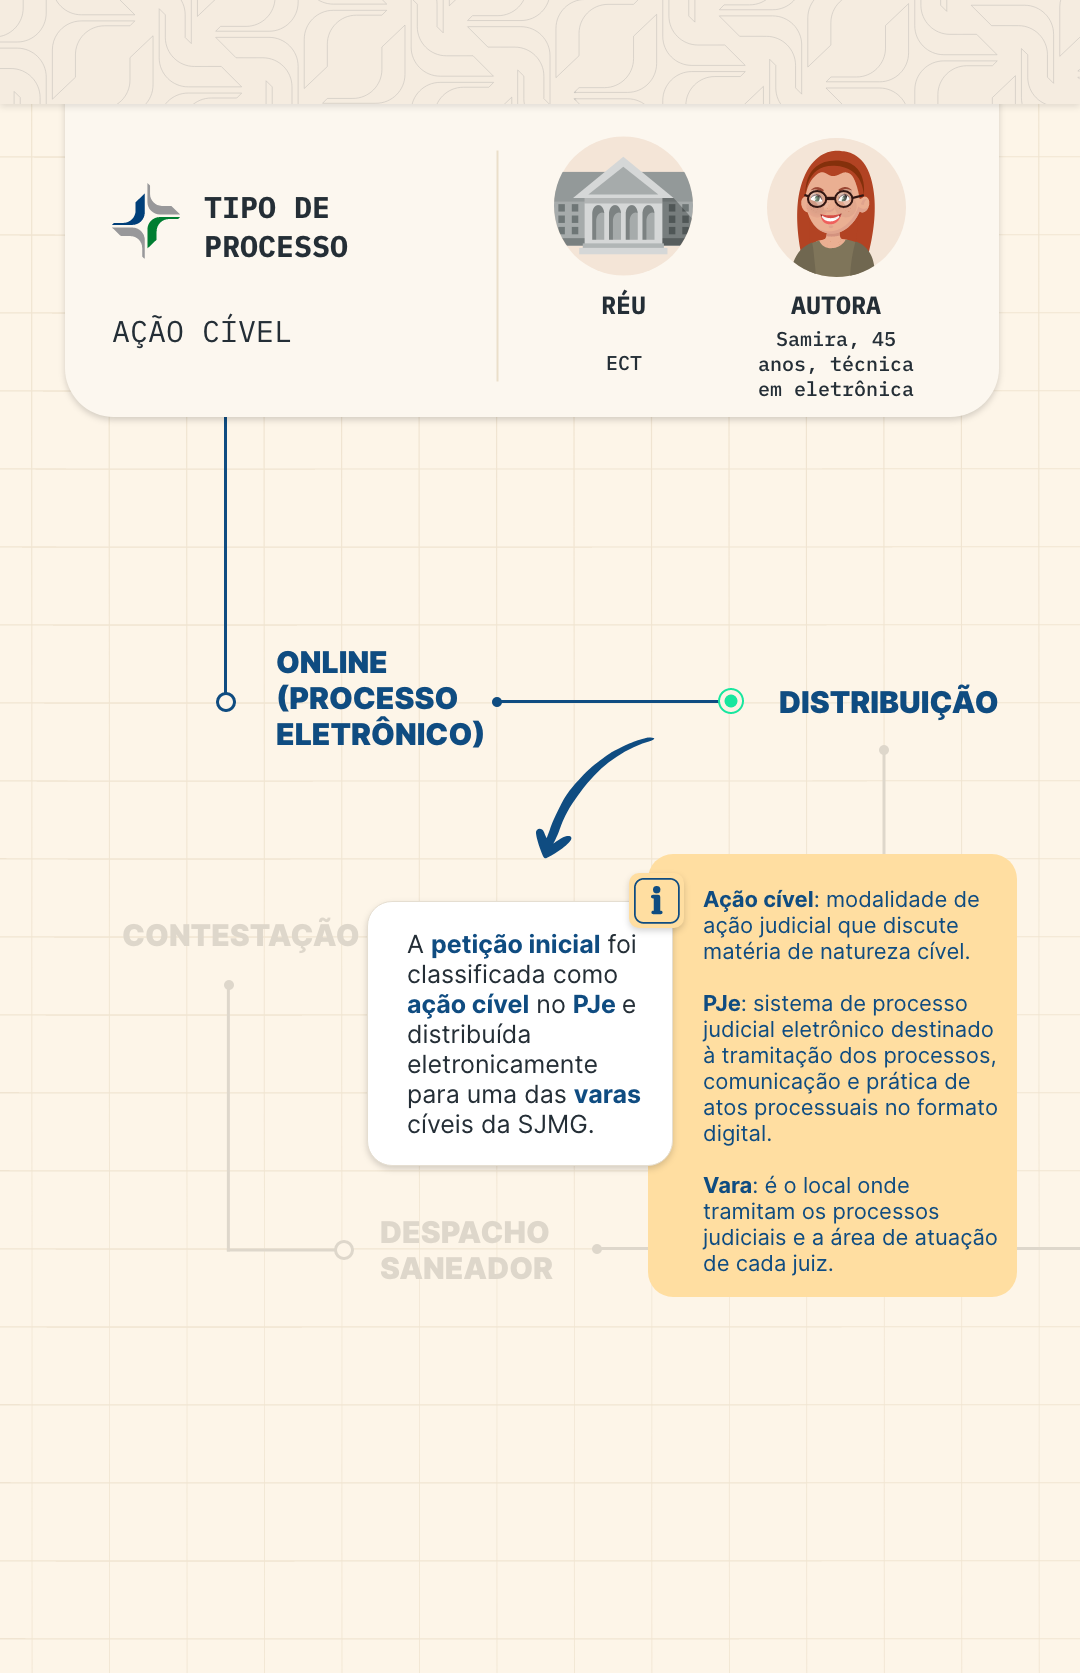 TIPO DE
PROCESSO
AÇÃO CÍVEL
RÉU
ECT
AUTORA
Samira, 45
anos, técnica
em eletrônica
ONLINE
(PROCESSO
ELETRÔNICO)
DISTRIBUIÇÃO
CONTESTAÇÃO
A petição inicial foi
classificada como
ação cível no PJe e
distribuída
eletronicamente
para uma das varas
cíveis da SJMG.
Ação cível: modalidade de
ação judicial que discute
matéria de natureza cível.
PJe: sistema de processo
judicial eletrônico destinado
à tramitação dos processos,
comunicação e prática de
atos processuais no formato
digital.
Vara: é o local onde
tramitam os processos
judiciais e a área de atuação
de cada juiz.
DESPACHO
SANEADOR